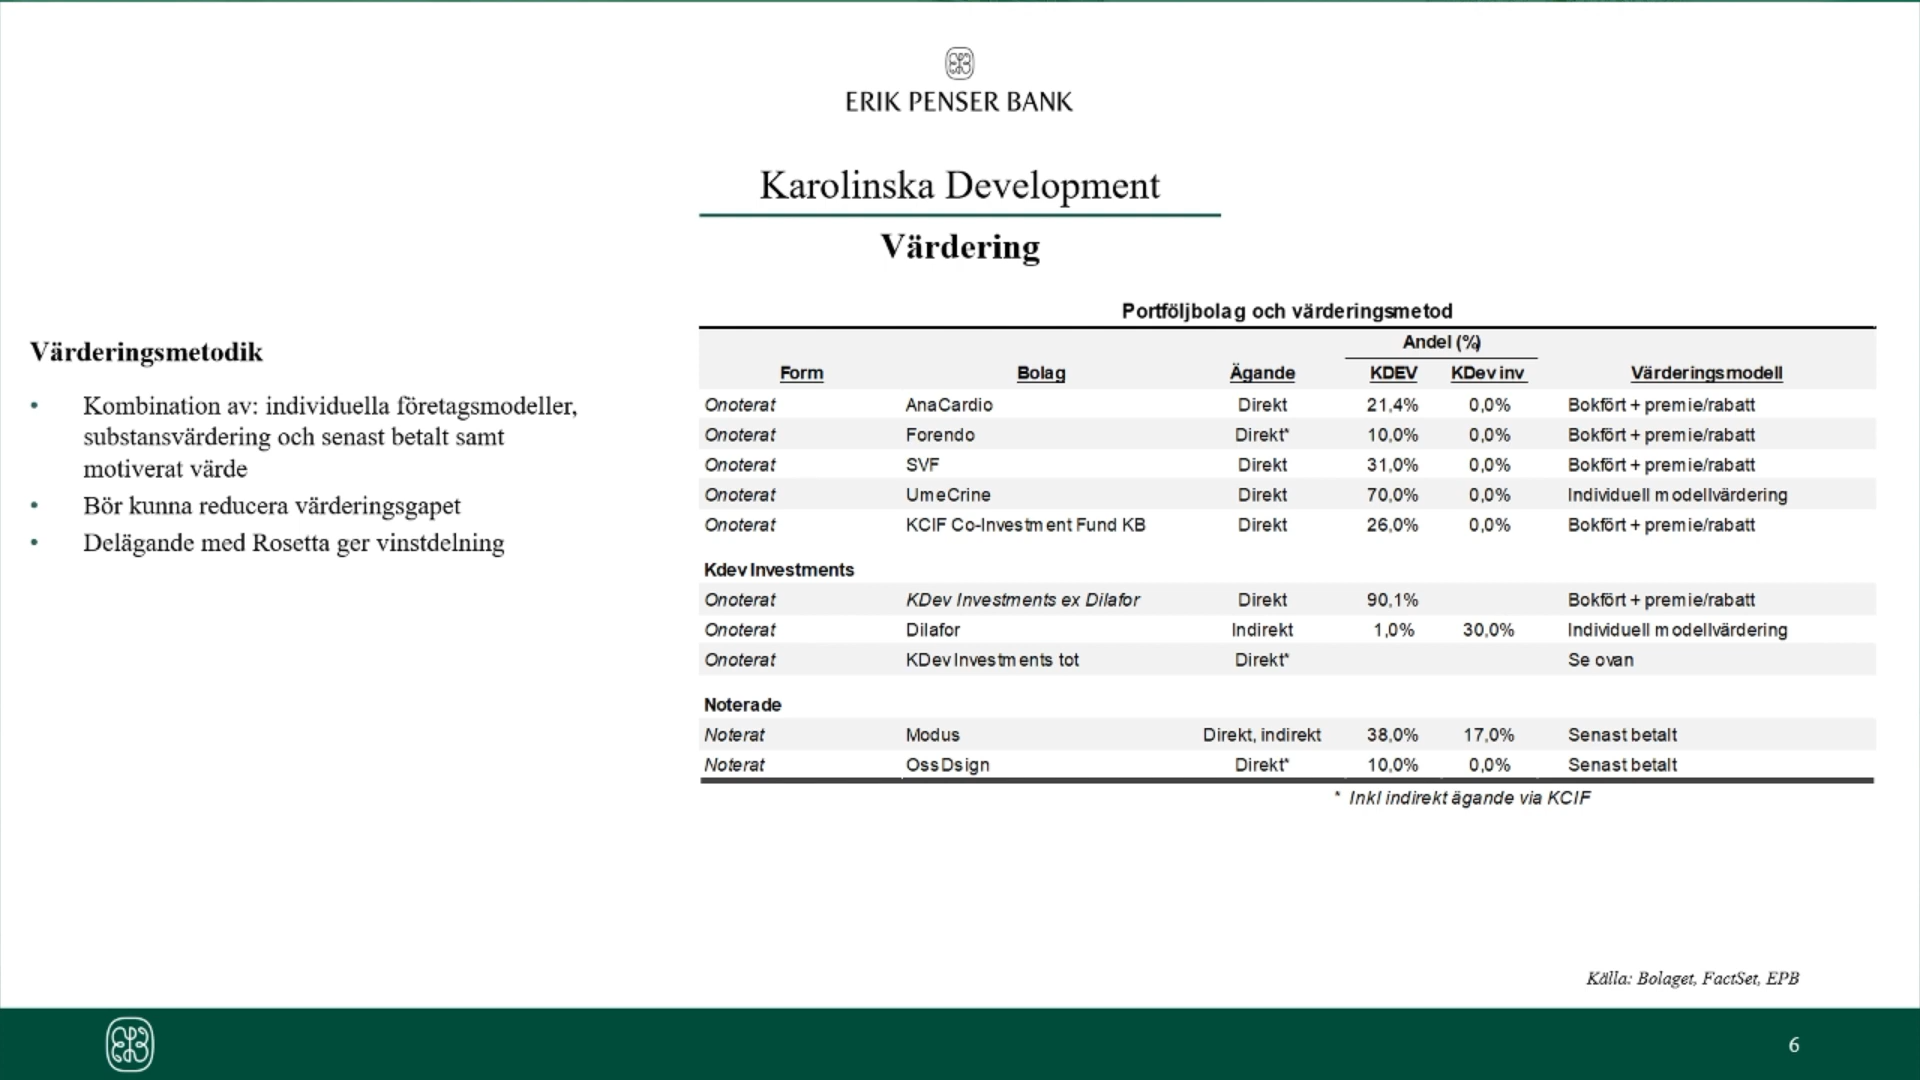 ERIK PENSER BANK
Karolinska Development
Värdering
Värderingsmetodik
• Kombination av: individuella företagsmodeller,
substansvärdering och senast betalt samt
motiverat värde
• Bör kunna reducera värderingsgapet
• Delägande med Rosetta ger vinstdelning
Portföljbolag och värderingsmetod
Andel (%)
Form Bolag Ägande KDEV KDev inv Värderingsmodell
Onoterat AnaCardio Direkt 21,4% 0,0% Bokfört + premie/rabatt
Onoterat Forendo Direkt* 10,0% 0,0% Bokfört + premie/rabatt
Onoterat SVF Direkt 31,0% 0,0% Bokfört + premie/rabatt
Onoterat UmeCrine Direkt 70,0% 0,0% Individuell modellvärdering
Onoterat KCIF Co-Investment Fund KB Direkt 26,0% 0,0% Bokfört + premie/rabatt
Kdev Investments
Onoterat KDev Investments ex Dilafor Direkt 90,1% Bokfört + premie/rabatt
Onoterat Dilafor Indirekt 1,0% 30,0% Individuell modellvärdering
Onoterat KDev Investments tot Direkt* Se ovan
Noterade
Noterat Modus Direkt, indirekt 38,0% 17,0% Senast betalt
Noterat OssDsign Direkt* 10,0% 0,0% Senast betalt
* Inkl indirekt ägande via KCIF
Källa: Bolaget, FactSet, EPB
6